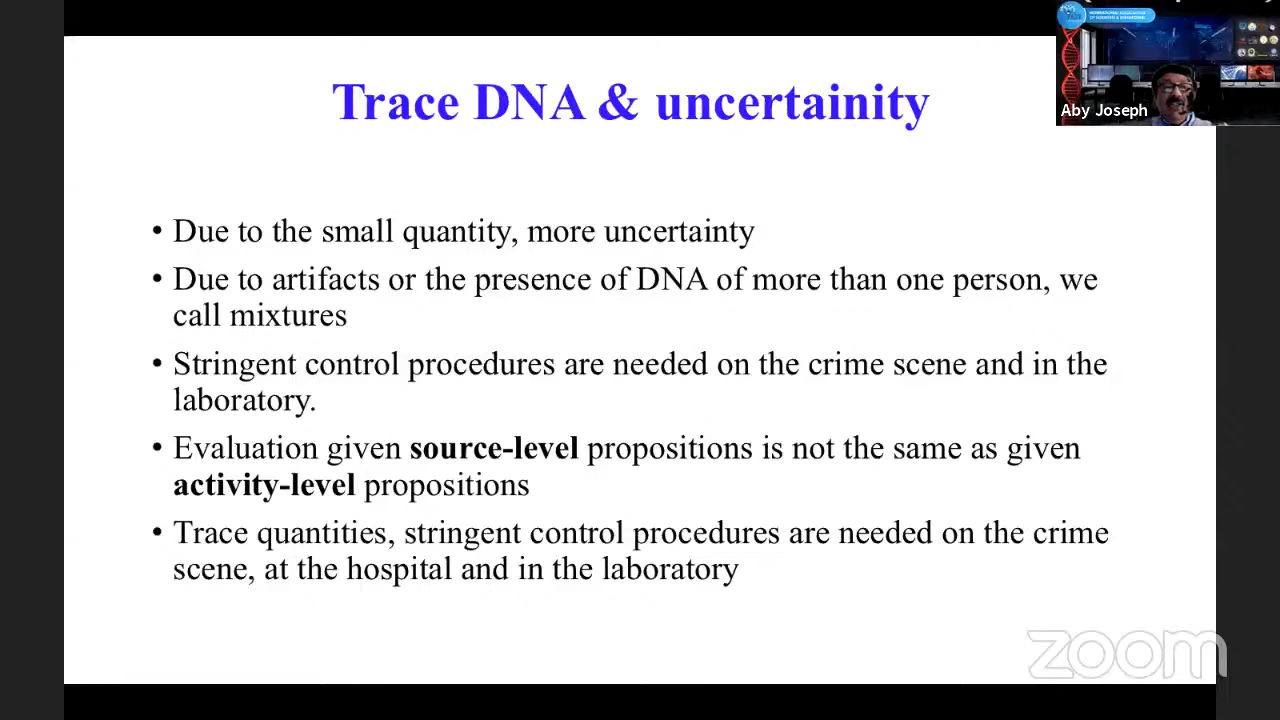 Trace DNA & uncertainity
Aby Joseph
• Due to the small quantity, more uncertainty
• Due to artifacts or the presence of DNA of more than one person, we
call mixtures
• Stringent control procedures are needed on the crime scene and in the
laboratory.
• Evaluation given source-level propositions is not the same as given
activity-level propositions
• Trace quantities, stringent control procedures are needed on the crime
scene, at the hospital and in the laboratory
zoom